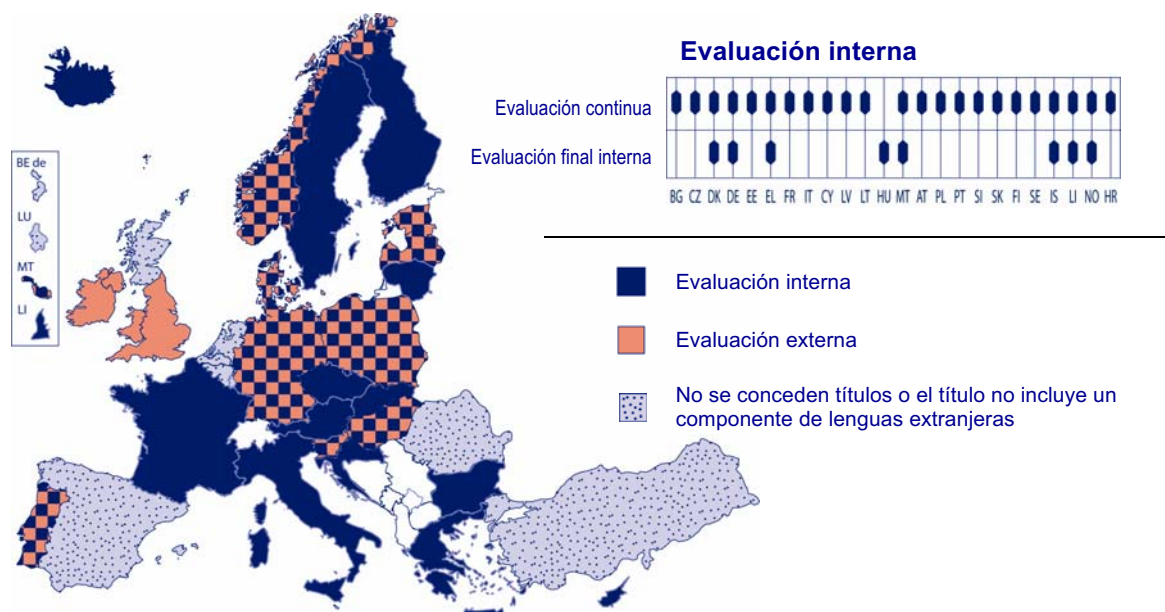 Evaluación interna
Evaluación continua
Evaluación final interna
BG CZ DK DE EE EL FR IT CY LV LT HU MT AT PL PT SI SK FI SE IS LI NO HR
BE de
LU
MT
LI
Evaluación interna
Evaluación externa
No se conceden títulos o el título no incluye un
componente de lenguas extranjeras